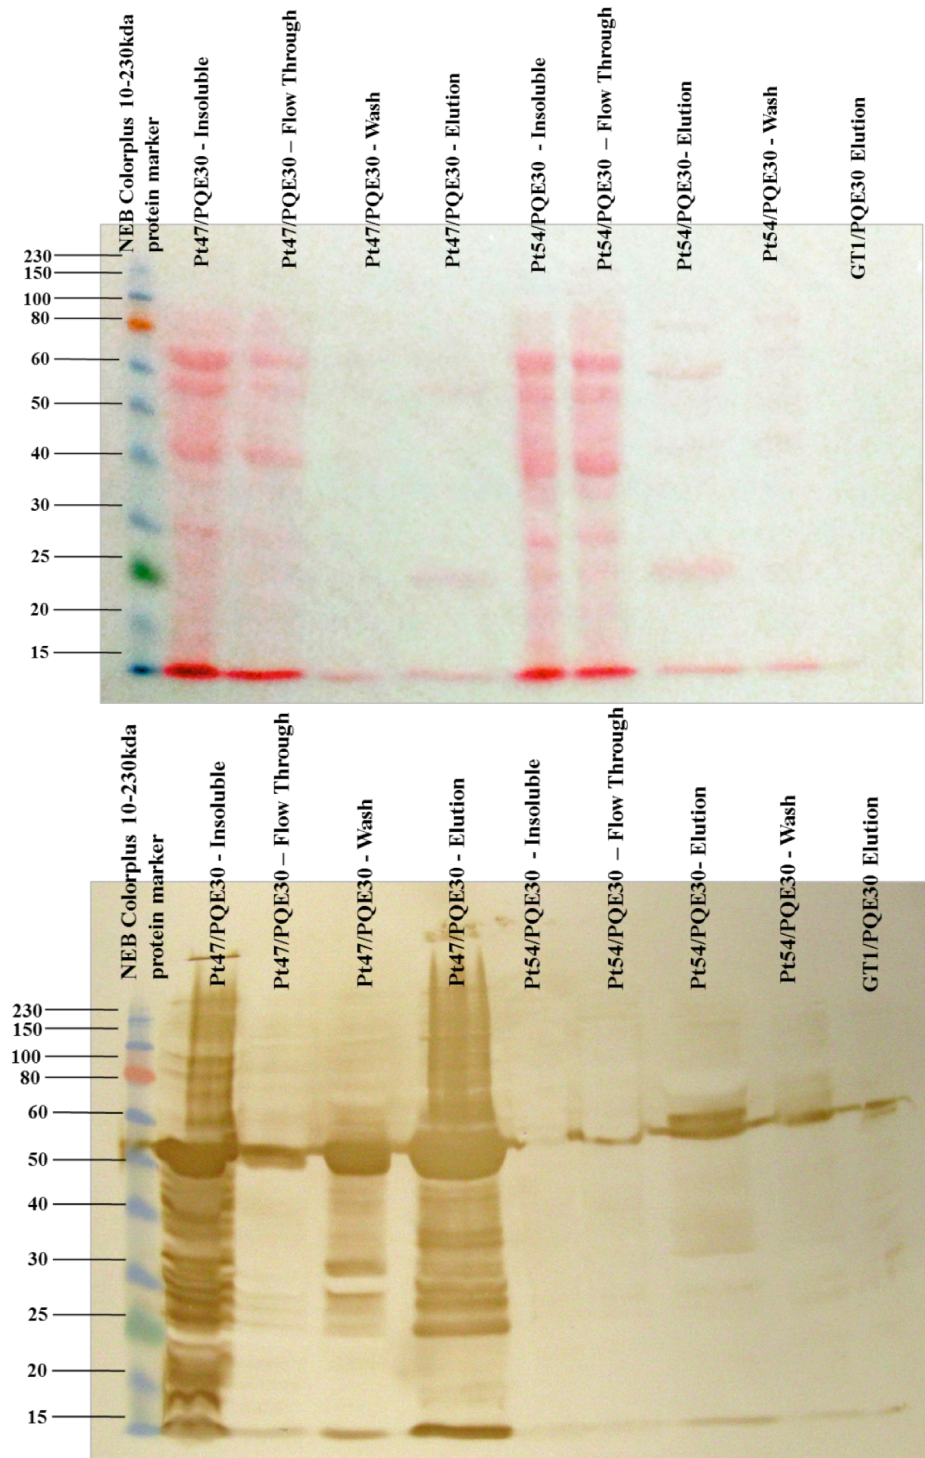 NEB Colorplus 10-230kda
protein marker
Pt47/PQE30 - Insoluble
Pt47/PQE30 – Flow Through
Pt47/PQE30 - Wash
Pt47/PQE30 - Elution
Pt54/PQE30 - Insoluble
Pt54/PQE30 – Flow Through
Pt54/PQE30- Elution
Pt54/PQE30 - Wash
GT1/PQE30 Elution
230
150
100
80
60
50
40
30
25
20
15
NEB Colorplus 10-230kda
protein marker
Pt47/PQE30 - Insoluble
Pt47/PQE30 – Flow Through
Pt47/PQE30 - Wash
Pt47/PQE30 - Elution
Pt54/PQE30 - Insoluble
Pt54/PQE30 – Flow Through
Pt54/PQE30- Elution
Pt54/PQE30 - Wash
GT1/PQE30 Elution
230
150
100
80
60
50
40
30
25
20
15